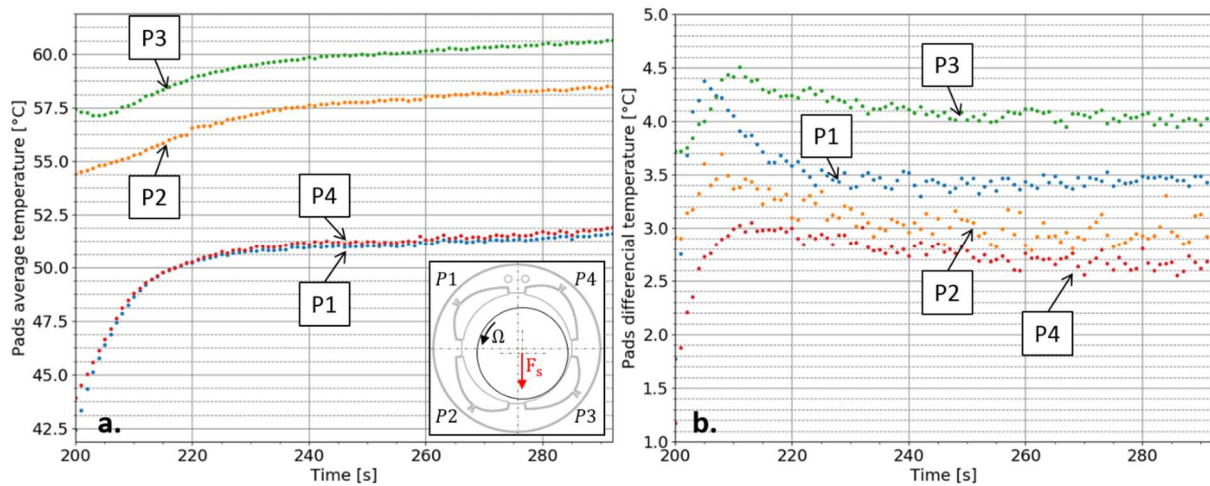 Pads average temperature [°C]
60.0
57.5
55.0
52.5
50.0
47.5
45.0
42.5
P3
P2
P4
P1
P1
P4
Ω
Fs
P2
P3
a.
200 220 240 260 280
Time [s]
Pads differencial temperature [°C]
5.0
4.5
4.0
3.5
3.0
2.5
2.0
1.5
1.0
P3
P1
P2
P4
b.
200 220 240 260 280
Time [s]